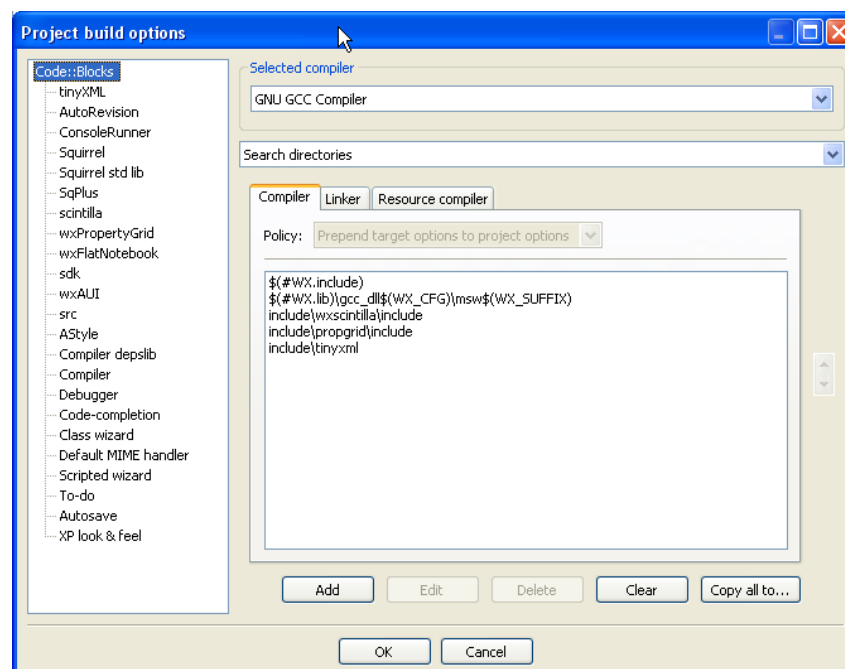 Project build options
Code::Blocks
tinyXML
AutoRevision
ConsoleRunner
Squirrel
Squirrel std lib
SqPlus
scintilla
wxPropertyGrid
wxFlatNotebook
sdk
wxAUI
src
AStyle
Compiler depslib
Compiler
Debugger
Code-completion
Class wizard
Default MIME handler
Scripted wizard
To-do
Autosave
XP look & feel
Selected compiler
GNU GCC Compiler
Search directories
Compiler Linker Resource compiler
Policy: Prepend target options to project options
$(#WX.include)
$(#WX.lib)\gcc_dll$(WX_CFG)\msw$(WX_SUFFIX)
include\wxscintilla\include
include\propgrid\include
include\tinyxml
Add Edit Delete Clear Copy all to...
OK Cancel